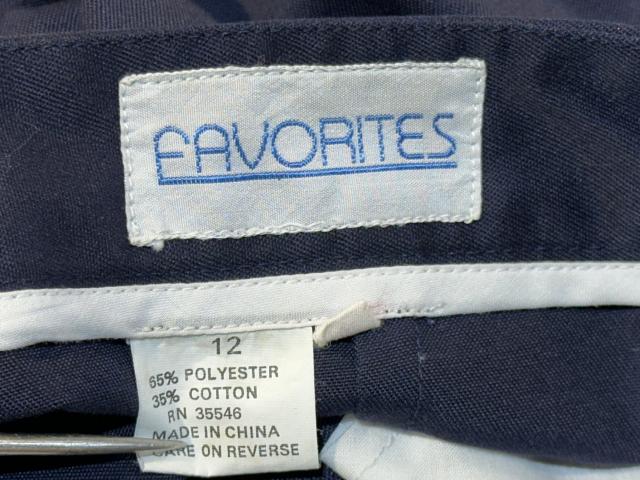 FAVORITES
12
65% POLYESTER
35% COTTON
RN 35546
MADE IN CHINA
CARE ON REVERSE